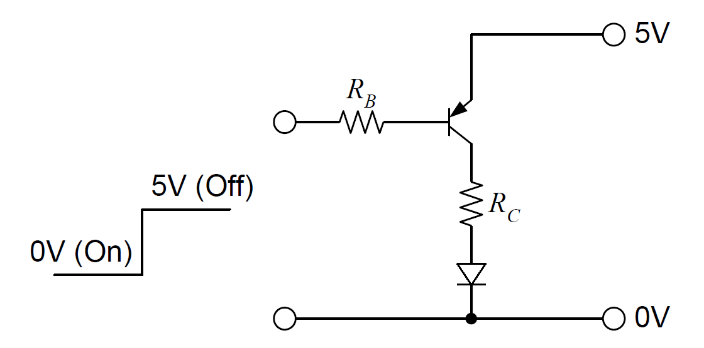 5V
R_B
5V (Off)
R_C
0V (On)
0V